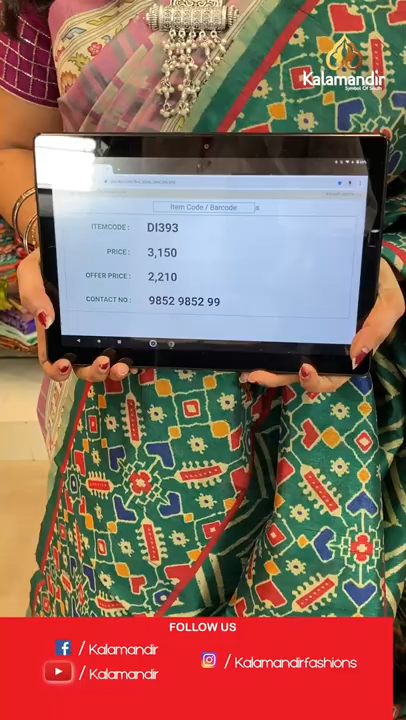 Kalamandir
Symbol Of South
Item Code / Barcode
ITEMCODE : DI393
PRICE : 3,150
OFFER PRICE : 2,210
CONTACT NO : 9852 9852 99
FOLLOW US
/ Kalamandir
/ Kalamandir
/ Kalamandirfashions